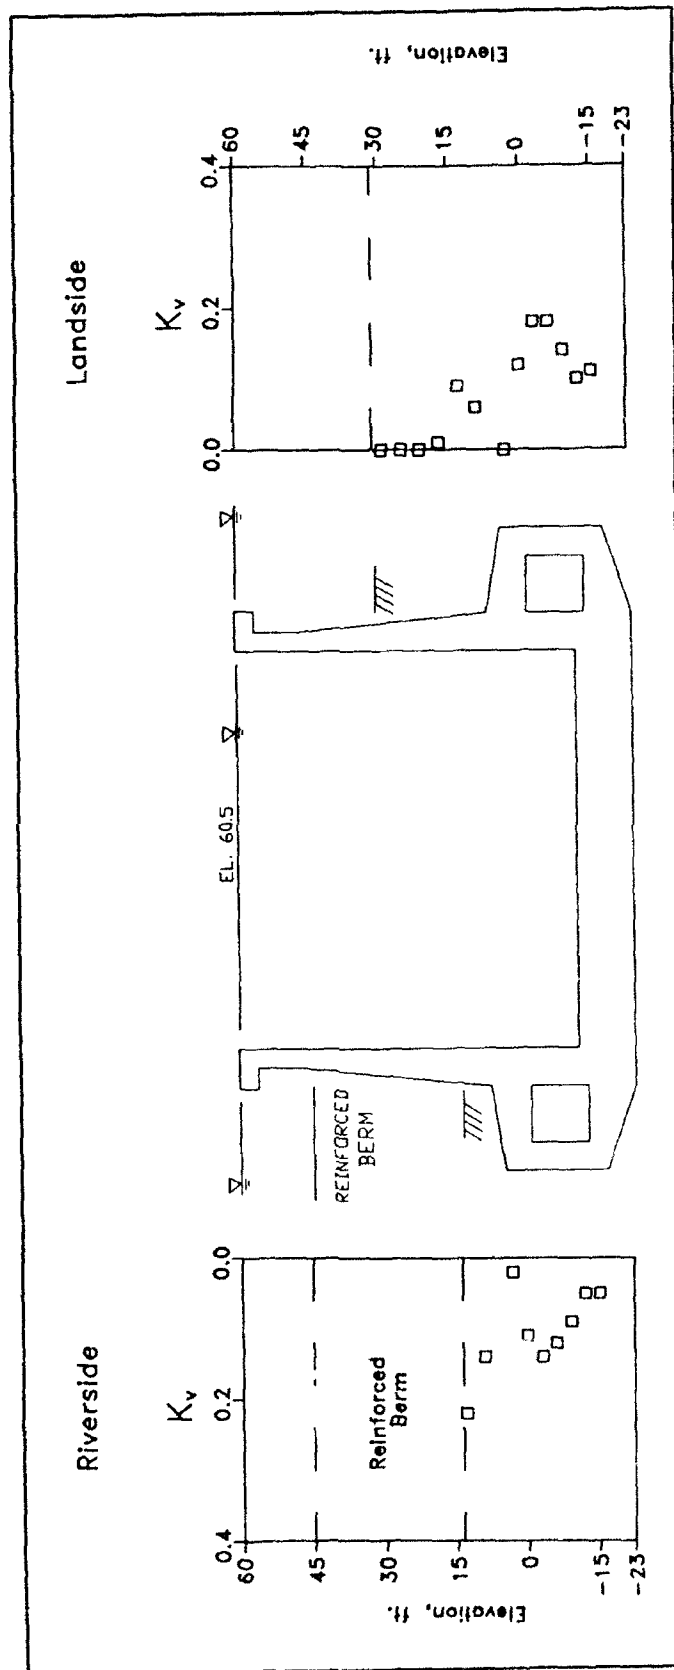 Riverside
Landside
K_v
K_v
0.4
0.2
0.0
0.0
0.2
0.4
60
45
30
15
0
-15
-23
Elevation, ft.
Reinforced
Berm
EL. 60.5
REINFORCED
BERM
60
45
30
15
0
-15
-23
Elevation, ft.